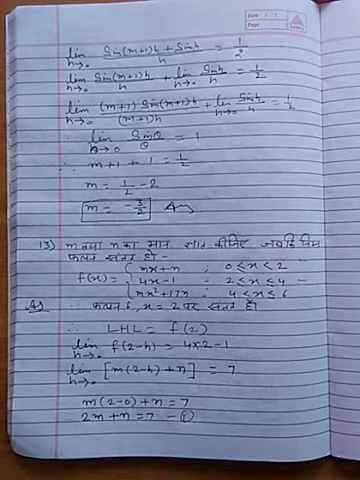 Date / /
lim h→0 Sin(m+1)h + Sinh / h = 1/2
lim h→0 Sin(m+1)h / h + lim h→0 Sinh / h = 1/2
lim h→0 (m+1) Sin(m+1)h / (m+1)h + lim h→0 Sinh / h = 1/2
∵ lim θ→0 Sinθ / θ = 1
∴ m+1+1 = 1/2
m = 1/2 - 2
m = -3/2 Ans
13) m तथा n का मान ज्ञात कीजिए जबकि निम्न
फलन संतत हो -
f(x) = { mx+n ; 0≤x<2
4x-1 ; 2≤x≤4
mx²+17n ; 4<x≤6
∵ फलन f, x=2 पर संतत है।
∴ LHL = f(2)
lim h→0 f(2-h) = 4×2-1
lim h→0 [m(2-h)+n] = 7
m(2-0)+n=7
2m+n=7 - ①